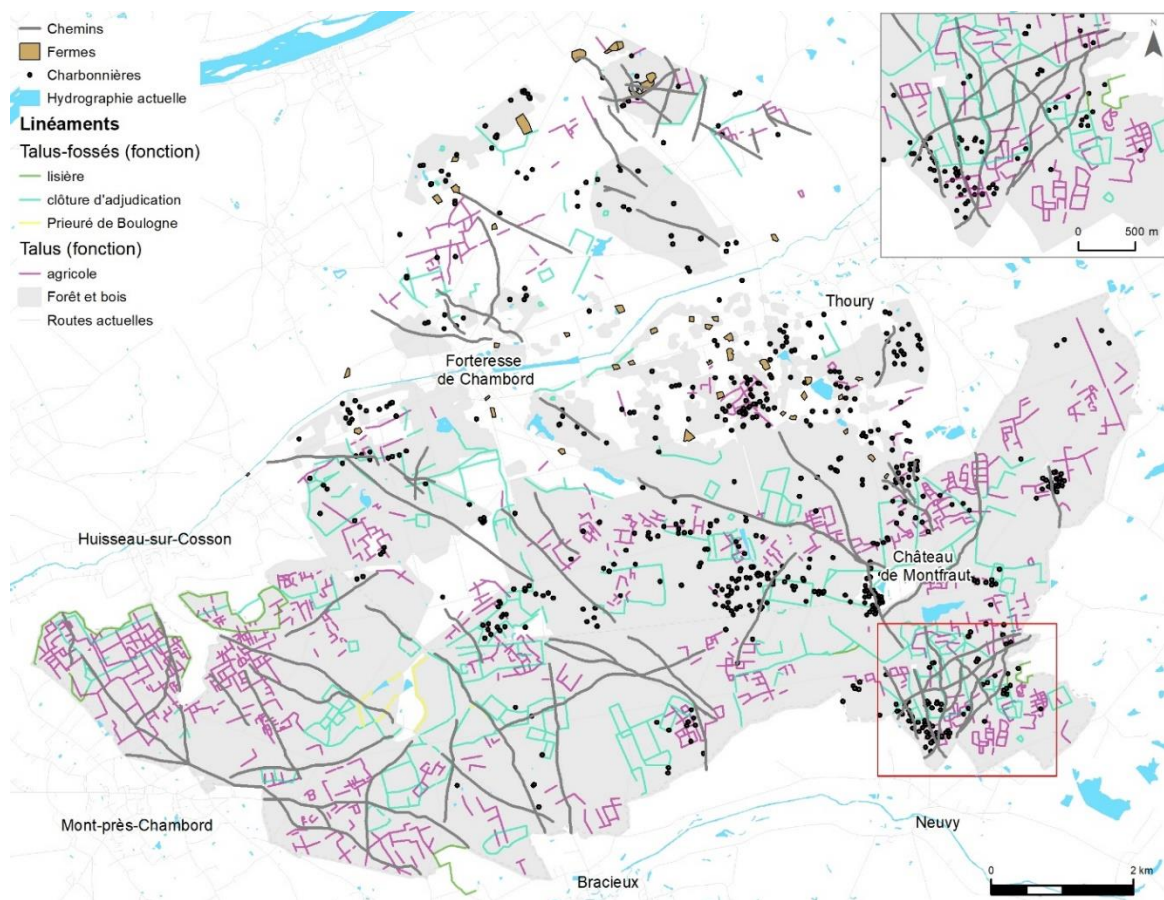 Chemins
Fermes
Charbonnières
Hydrographie actuelle
Linéaments
Talus-fossés (fonction)
lisière
clôture d'adjudication
Prieuré de Boulogne
Talus (fonction)
agricole
Forêt et bois
Routes actuelles
N
0 500 m
Thoury
Forteresse
de Chambord
Huisseau-sur-Cosson
Château
de Montfraut
Mont-près-Chambord
Neuvy
Bracieux
0 2 km